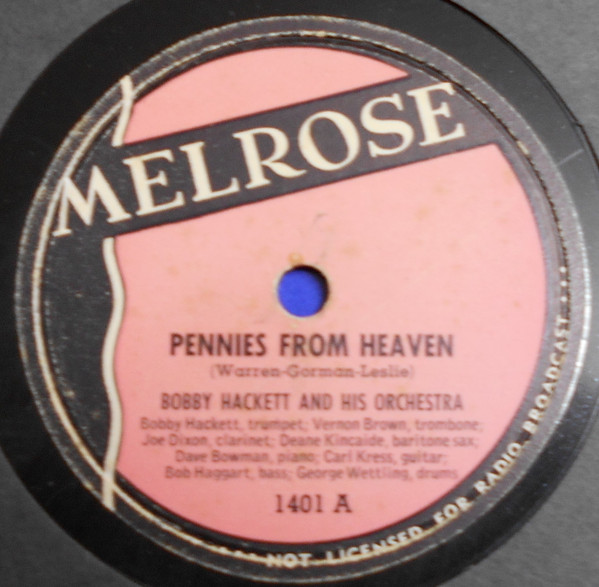 MELROSE
PENNIES FROM HEAVEN
(Warren-Gorman-Leslie)
BOBBY HACKETT AND HIS ORCHESTRA
Bobby Hackett, trumpet; Vernon Brown, trombone;
Joe Dixon, clarinet; Deane Kincaide, baritone sax;
Dave Bowman, piano; Carl Kress, guitar;
Bob Haggart, bass; George Wettling, drums
1401 A
NOT LICENSED FOR RADIO BROADCAST